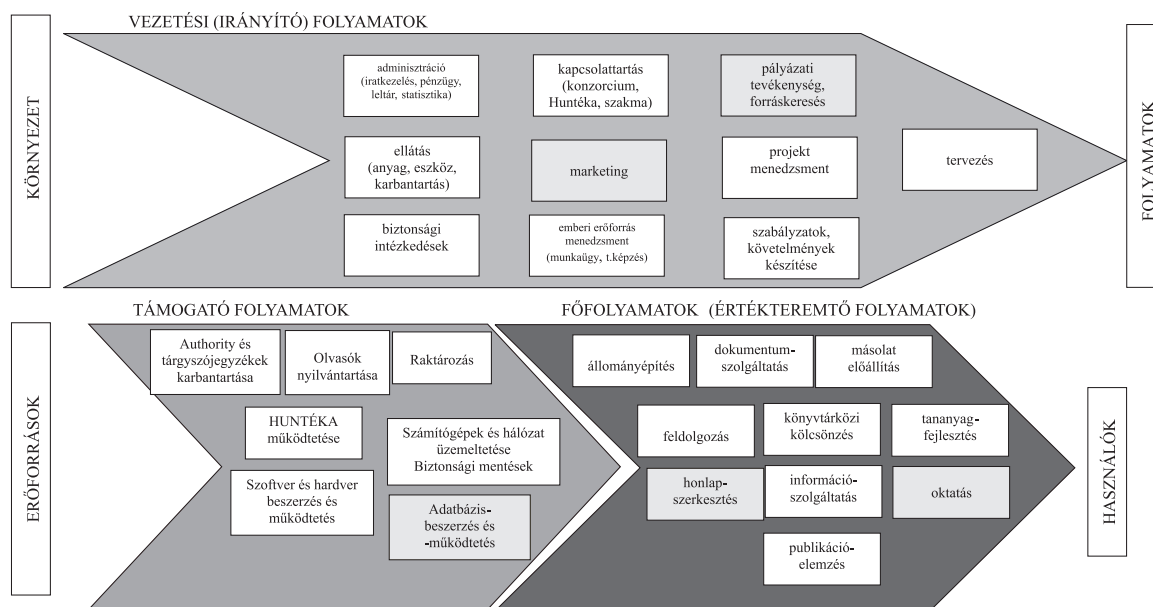 VEZETÉSI (IRÁNYÍTÓ) FOLYAMATOK
KÖRNYEZET
adminisztráció
(iratkezelés, pénzügy,
leltár, statisztika)
kapcsolattartás
(konzorcium,
Huntéka, szakma)
pályázati
tevékenység,
forráskeresés
ellátás
(anyag, eszköz,
karbantartás)
marketing
projekt
menedzsment
tervezés
biztonsági
intézkedések
emberi erőforrás
menedzsment
(munkaügy, t.képzés)
szabályzatok,
követelmények
készítése
FOLYAMATOK
TÁMOGATÓ FOLYAMATOK
ERŐFORRÁSOK
Authority és
tárgyszójegyzékek
karbantartása
Olvasók
nyilvántartása
Raktározás
HUNTÉKA
működtetése
Számítógépek és hálózat
üzemeltetése
Biztonsági mentések
Szoftver és hardver
beszerzés és
működtetés
Adatbázis-
beszerzés és
-működtetés
FŐFOLYAMATOK (ÉRTÉKTEREMTŐ FOLYAMATOK)
állományépítés
dokumentum-
szolgáltatás
másolat
előállítás
feldolgozás
könyvtárközi
kölcsönzés
tananyag-
fejlesztés
honlap-
szerkesztés
információ-
szolgáltatás
oktatás
publikáció-
elemzés
HASZNÁLÓK